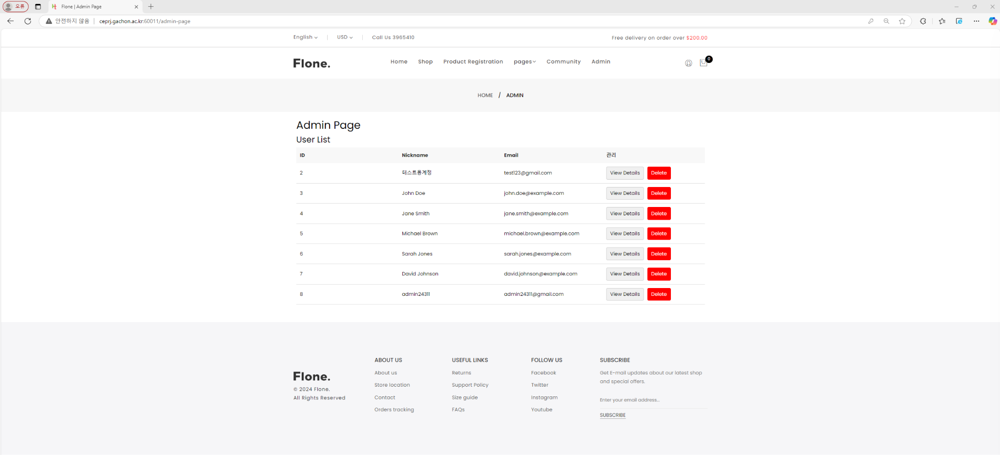 오류
Flone | Admin Page
안전하지 않음 ceprj.gachon.ac.kr:60011/admin-page
English USD Call Us 3965410 Free delivery on order over $200.00
Flone. Home Shop Product Registration pages Community Admin 0
HOME / ADMIN
Admin Page
User List
ID Nickname Email 관리
2 테스트용계정 test123@gmail.com View Details Delete
3 John Doe john.doe@example.com View Details Delete
4 Jane Smith jane.smith@example.com View Details Delete
5 Michael Brown michael.brown@example.com View Details Delete
6 Sarah Jones sarah.jones@example.com View Details Delete
7 David Johnson david.johnson@example.com View Details Delete
8 admin24311 admin24311@gmail.com View Details Delete
Flone.
© 2024 Flone.
All Rights Reserved
ABOUT US
About us
Store location
Contact
Orders tracking
USEFUL LINKS
Returns
Support Policy
Size guide
FAQs
FOLLOW US
Facebook
Twitter
Instagram
Youtube
SUBSCRIBE
Get E-mail updates about our latest shop
and special offers.
Enter your email address...
SUBSCRIBE